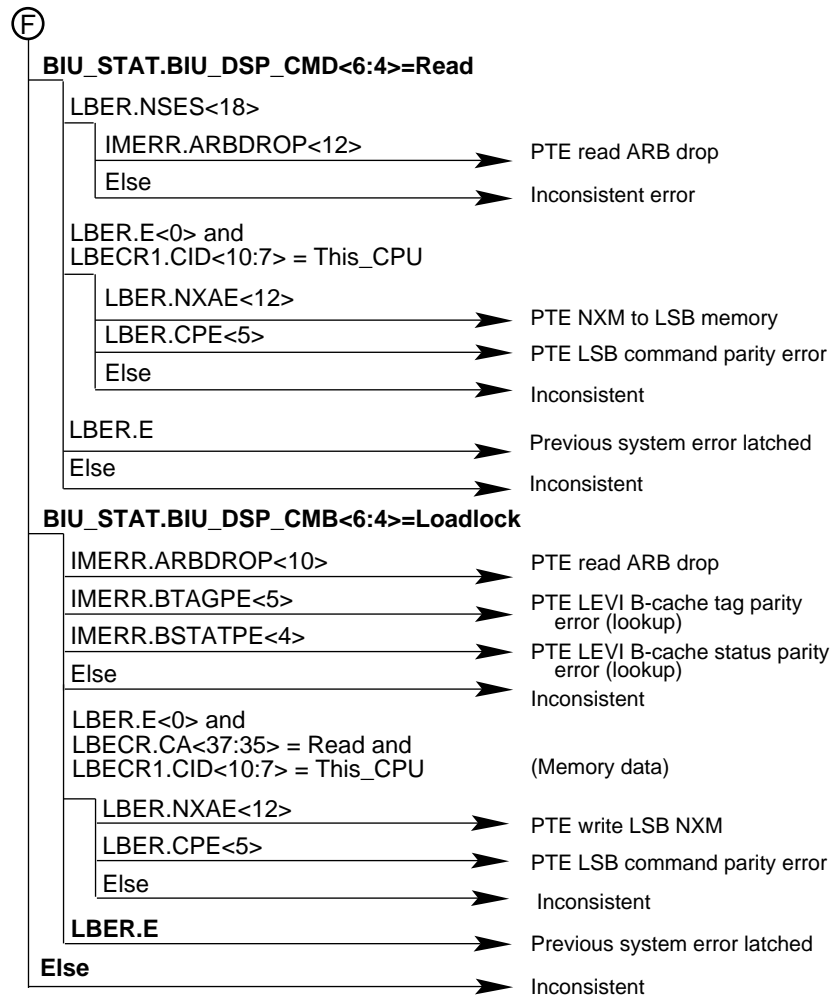 F
BIU_STAT.BIU_DSP_CMD<6:4>=Read
LBER.NSES<18>
IMERR.ARBDROP<12>
PTE read ARB drop
Else
Inconsistent error
LBER.E<0> and
LBECR1.CID<10:7> = This_CPU
LBER.NXAE<12>
PTE NXM to LSB memory
LBER.CPE<5>
PTE LSB command parity error
Else
Inconsistent
LBER.E
Previous system error latched
Else
Inconsistent
BIU_STAT.BIU_DSP_CMB<6:4>=Loadlock
IMERR.ARBDROP<10>
PTE read ARB drop
IMERR.BTAGPE<5>
PTE LEVI B-cache tag parity
error (lookup)
IMERR.BSTATPE<4>
PTE LEVI B-cache status parity
error (lookup)
Else
Inconsistent
LBER.E<0> and
LBECR.CA<37:35> = Read and
LBECR1.CID<10:7> = This_CPU
(Memory data)
LBER.NXAE<12>
PTE write LSB NXM
LBER.CPE<5>
PTE LSB command parity error
Else
Inconsistent
LBER.E
Previous system error latched
Else
Inconsistent